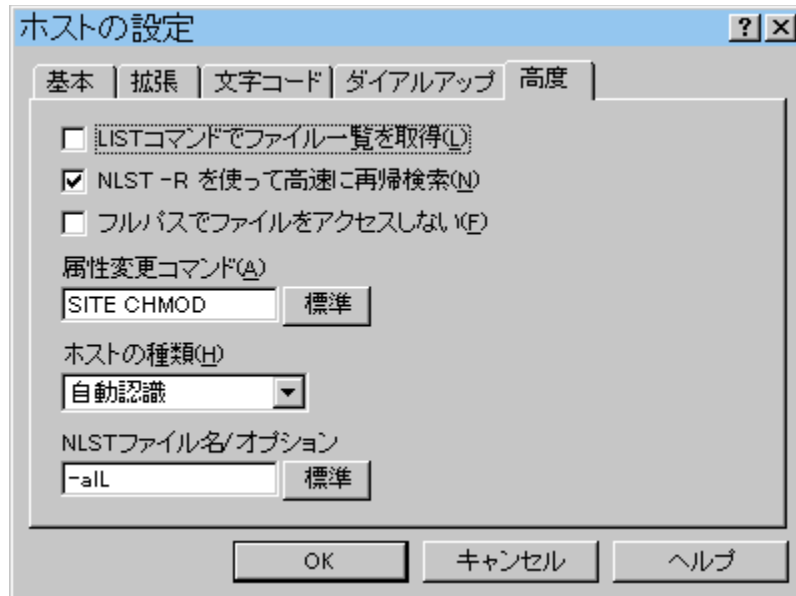 ホストの設定
基本 拡張 文字コード ダイアルアップ 高度
LISTコマンドでファイル一覧を取得(L)
NLST -R を使って高速に再帰検索(N)
フルパスでファイルをアクセスしない(F)
属性変更コマンド(A)
SITE CHMOD 標準
ホストの種類(H)
自動認識
NLSTファイル名/オプション
-alL 標準
OK キャンセル ヘルプ